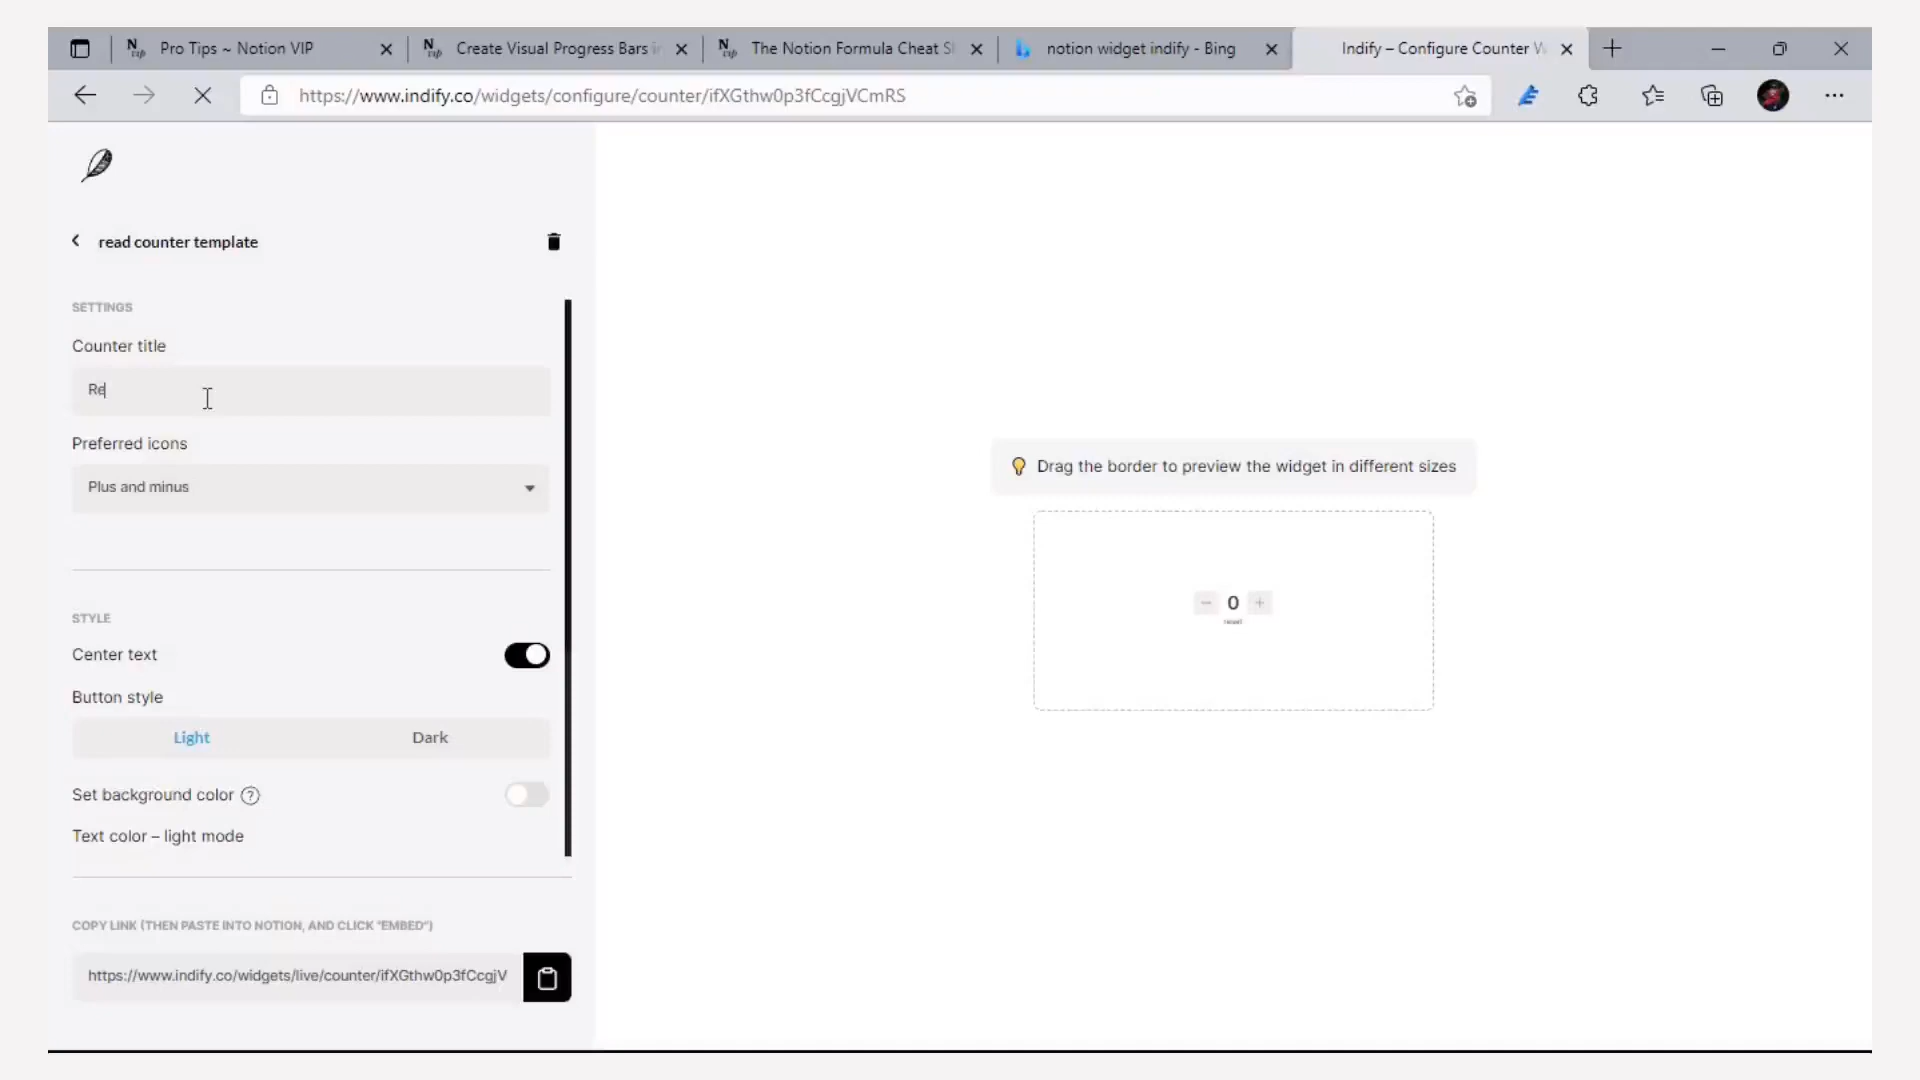 Pro Tips ~ Notion VIP
Create Visual Progress Bars i
The Notion Formula Cheat S
notion widget indify - Bing
Indify – Configure Counter W
https://www.indify.co/widgets/configure/counter/ifXGthw0p3fCcgjVCmRS
read counter template
SETTINGS
Counter title
Re
Preferred icons
Plus and minus
STYLE
Center text
Button style
Light Dark
Set background color ?
Text color – light mode
COPY LINK (THEN PASTE INTO NOTION, AND CLICK "EMBED")
https://www.indify.co/widgets/live/counter/ifXGthw0p3fCcgjV
Drag the border to preview the widget in different sizes
− 0 +
reset